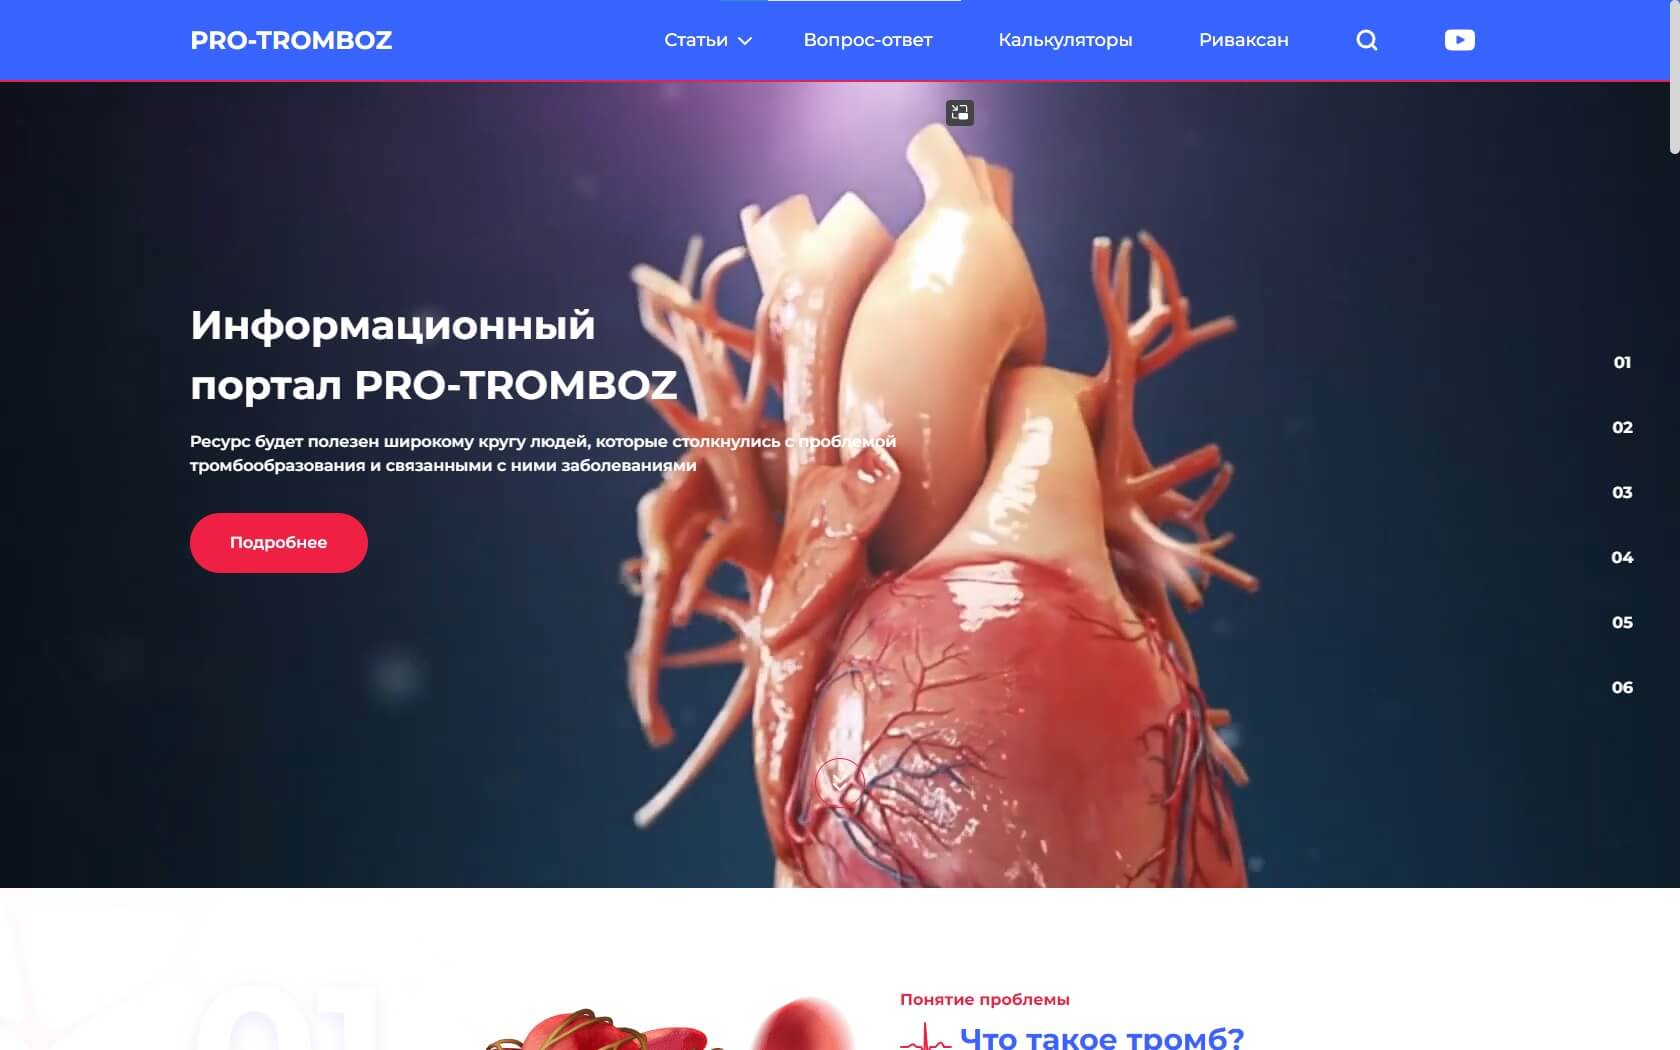 PRO-TROMBOZ
Статьи
Вопрос-ответ
Калькуляторы
Риваксан
Информационный
портал PRO-TROMBOZ
Ресурс будет полезен широкому кругу людей, которые столкнулись с проблемой
тромбообразования и связанными с ними заболеваниями
Подробнее
01
02
03
04
05
06
01
Понятие проблемы
Что такое тромб?